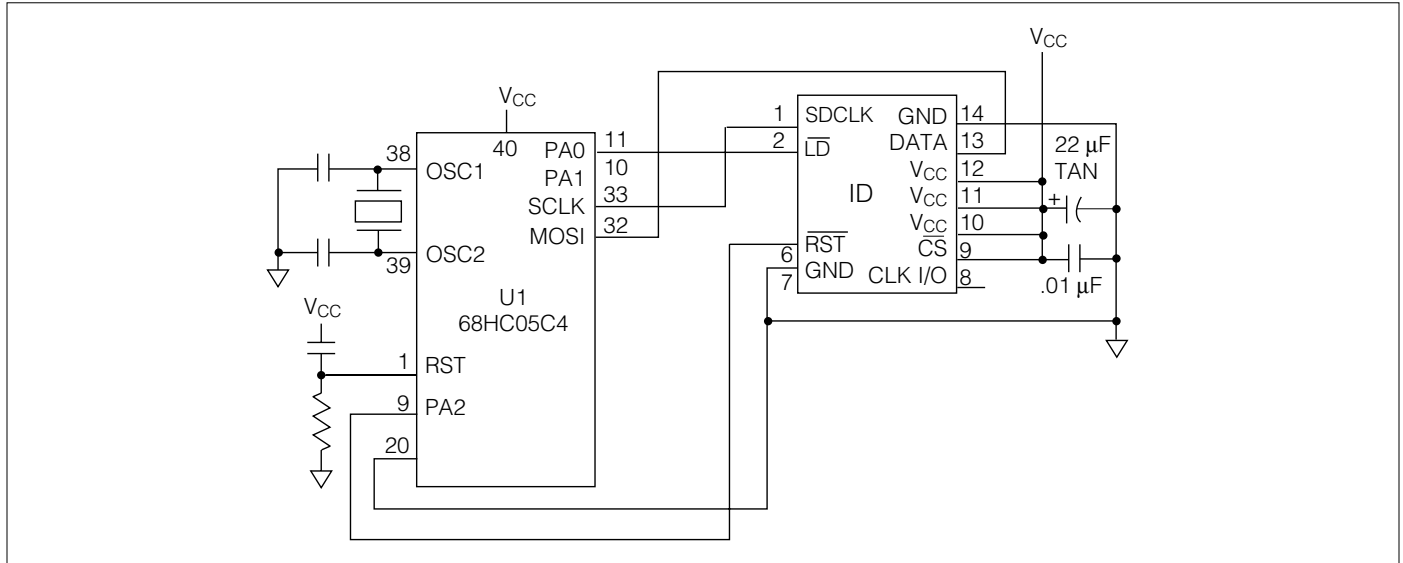 VCC
VCC
40
38
OSC1
39
OSC2
PA0
11
PA1
10
SCLK
33
MOSI
32
U1
68HC05C4
VCC
1
RST
9
PA2
20
1
SDCLK
2
LD
ID
RST
6
GND
7
GND
14
DATA
13
VCC
12
VCC
11
VCC
10
CS
9
CLK I/O
8
22 µF
TAN
+
.01 µF